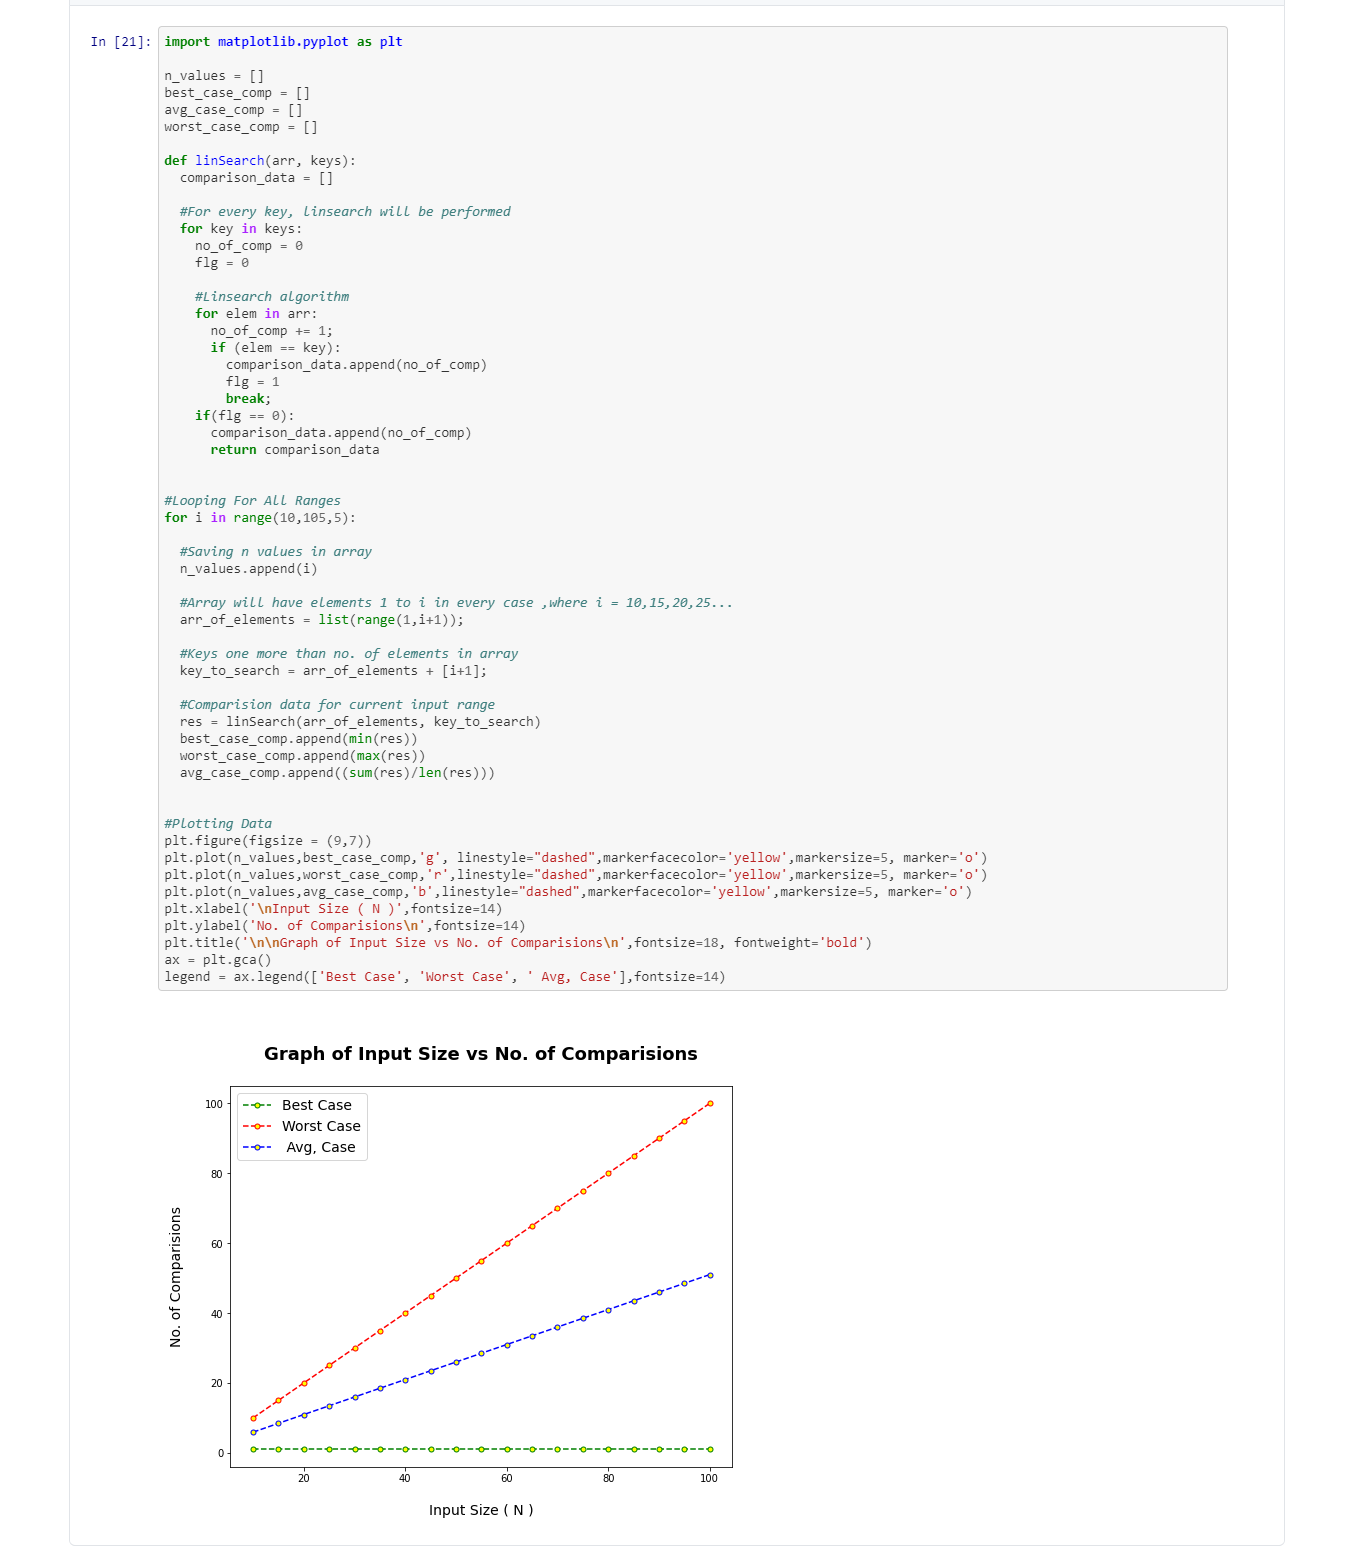 In [21]: import matplotlib.pyplot as plt
n_values = []
best_case_comp = []
avg_case_comp = []
worst_case_comp = []
def linSearch(arr, keys):
comparison_data = []
#For every key, linsearch will be performed
for key in keys:
no_of_comp = 0
flg = 0
#Linsearch algorithm
for elem in arr:
no_of_comp += 1;
if (elem == key):
comparison_data.append(no_of_comp)
flg = 1
break;
if(flg == 0):
comparison_data.append(no_of_comp)
return comparison_data
#Looping For All Ranges
for i in range(10,105,5):
#Saving n values in array
n_values.append(i)
#Array will have elements 1 to i in every case ,where i = 10,15,20,25...
arr_of_elements = list(range(1,i+1));
#Keys one more than no. of elements in array
key_to_search = arr_of_elements + [i+1];
#Comparision data for current input range
res = linSearch(arr_of_elements, key_to_search)
best_case_comp.append(min(res))
worst_case_comp.append(max(res))
avg_case_comp.append((sum(res)/len(res)))
#Plotting Data
plt.figure(figsize = (9,7))
plt.plot(n_values,best_case_comp,'g', linestyle="dashed",markerfacecolor='yellow',markersize=5, marker='o')
plt.plot(n_values,worst_case_comp,'r',linestyle="dashed",markerfacecolor='yellow',markersize=5, marker='o')
plt.plot(n_values,avg_case_comp,'b',linestyle="dashed",markerfacecolor='yellow',markersize=5, marker='o')
plt.xlabel('\nInput Size ( N )',fontsize=14)
plt.ylabel('No. of Comparisions\n',fontsize=14)
plt.title('\n\nGraph of Input Size vs No. of Comparisions\n',fontsize=18, fontweight='bold')
ax = plt.gca()
legend = ax.legend(['Best Case', 'Worst Case', ' Avg, Case'],fontsize=14)
Graph of Input Size vs No. of Comparisions
Best Case
Worst Case
Avg, Case
No. of Comparisions
100
80
60
40
20
0
20 40 60 80 100
Input Size ( N )